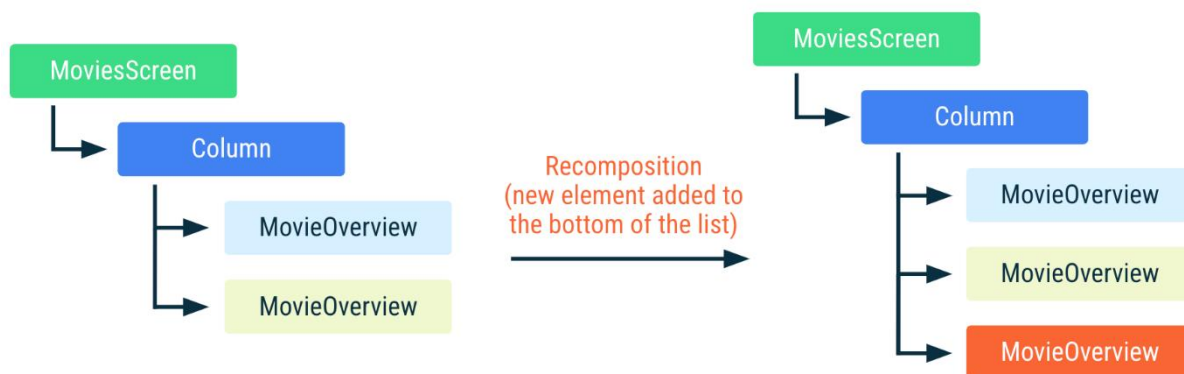 MoviesScreen
Column
MovieOverview
MovieOverview
Recomposition
(new element added to
the bottom of the list)
MoviesScreen
Column
MovieOverview
MovieOverview
MovieOverview